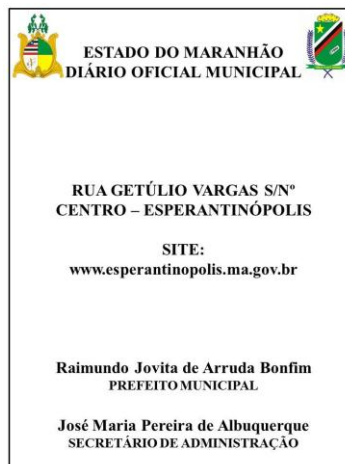 ESTADO DO MARANHÃO
DIÁRIO OFICIAL MUNICIPAL
RUA GETÚLIO VARGAS S/Nº
CENTRO – ESPERANTINÓPOLIS
SITE:
www.esperantinopolis.ma.gov.br
Raimundo Jovita de Arruda Bonfim
PREFEITO MUNICIPAL
José Maria Pereira de Albuquerque
SECRETÁRIO DE ADMINISTRAÇÃO